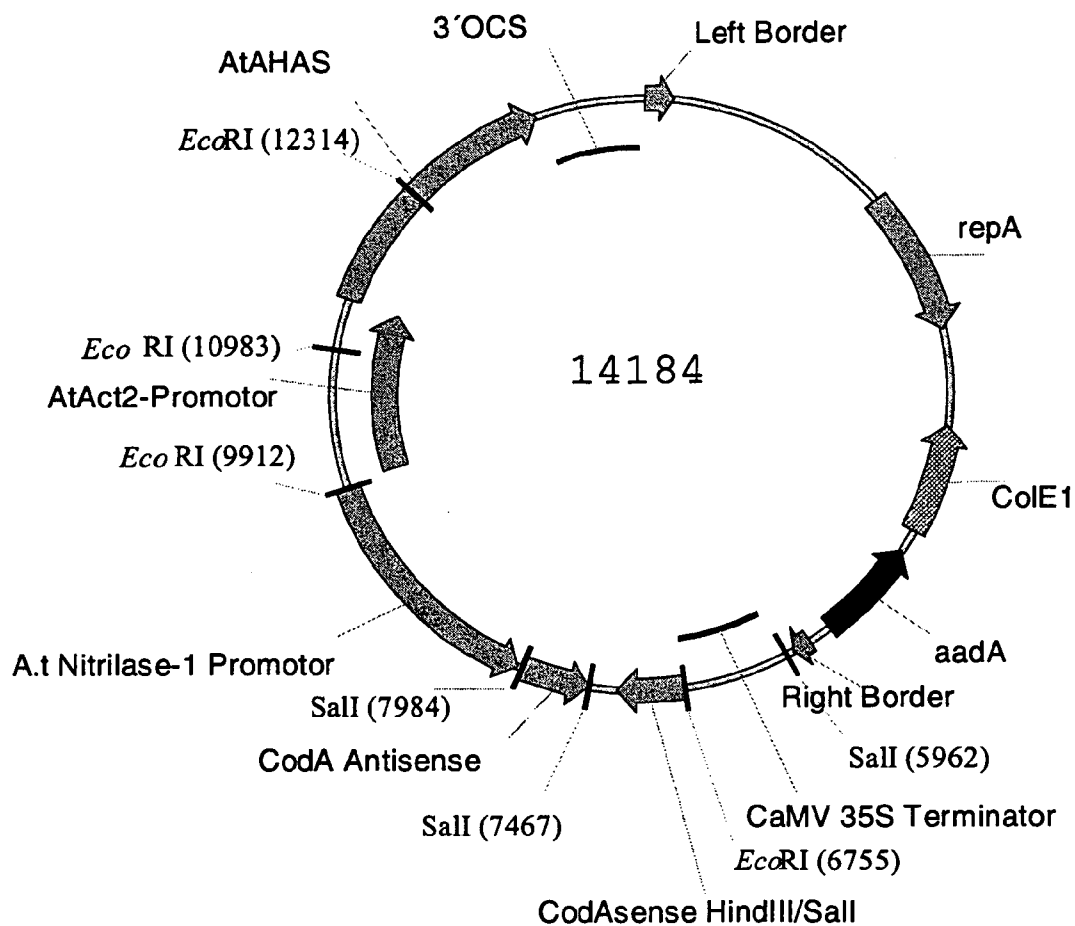 3´OCS
Left Border
AtAHAS
EcoRI (12314)
repA
Eco RI (10983)
14184
AtAct2-Promotor
Eco RI (9912)
ColE1
A.t Nitrilase-1 Promotor
aadA
Right Border
SalI (7984)
SalI (5962)
CodA Antisense
SalI (7467)
CaMV 35S Terminator
EcoRI (6755)
CodAsense HindIII/SalI